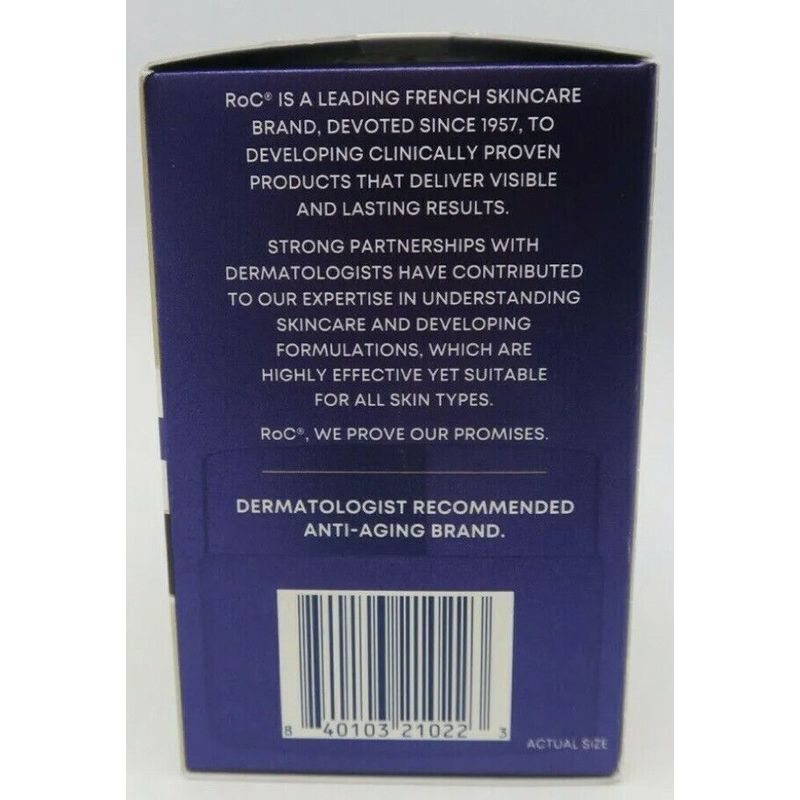 RoC® IS A LEADING FRENCH SKINCARE
BRAND, DEVOTED SINCE 1957, TO
DEVELOPING CLINICALLY PROVEN
PRODUCTS THAT DELIVER VISIBLE
AND LASTING RESULTS.
STRONG PARTNERSHIPS WITH
DERMATOLOGISTS HAVE CONTRIBUTED
TO OUR EXPERTISE IN UNDERSTANDING
SKINCARE AND DEVELOPING
FORMULATIONS, WHICH ARE
HIGHLY EFFECTIVE YET SUITABLE
FOR ALL SKIN TYPES.
RoC®, WE PROVE OUR PROMISES.
DERMATOLOGIST RECOMMENDED
ANTI-AGING BRAND.
8 40103 21022 3
ACTUAL SIZE